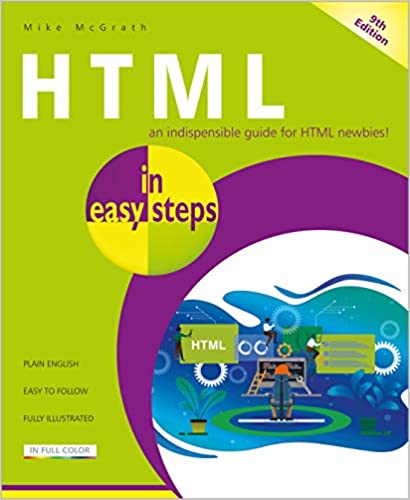 Mike McGrath
9th
Edition
HTML
an indispensible guide for HTML newbies!
in
easy steps
HTML
PLAIN ENGLISH
EASY TO FOLLOW
FULLY ILLUSTRATED
IN FULL COLOR